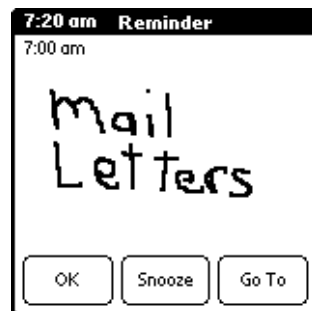 7:20 am Reminder
7:00 am
Mail
Letters
OK Snooze Go To